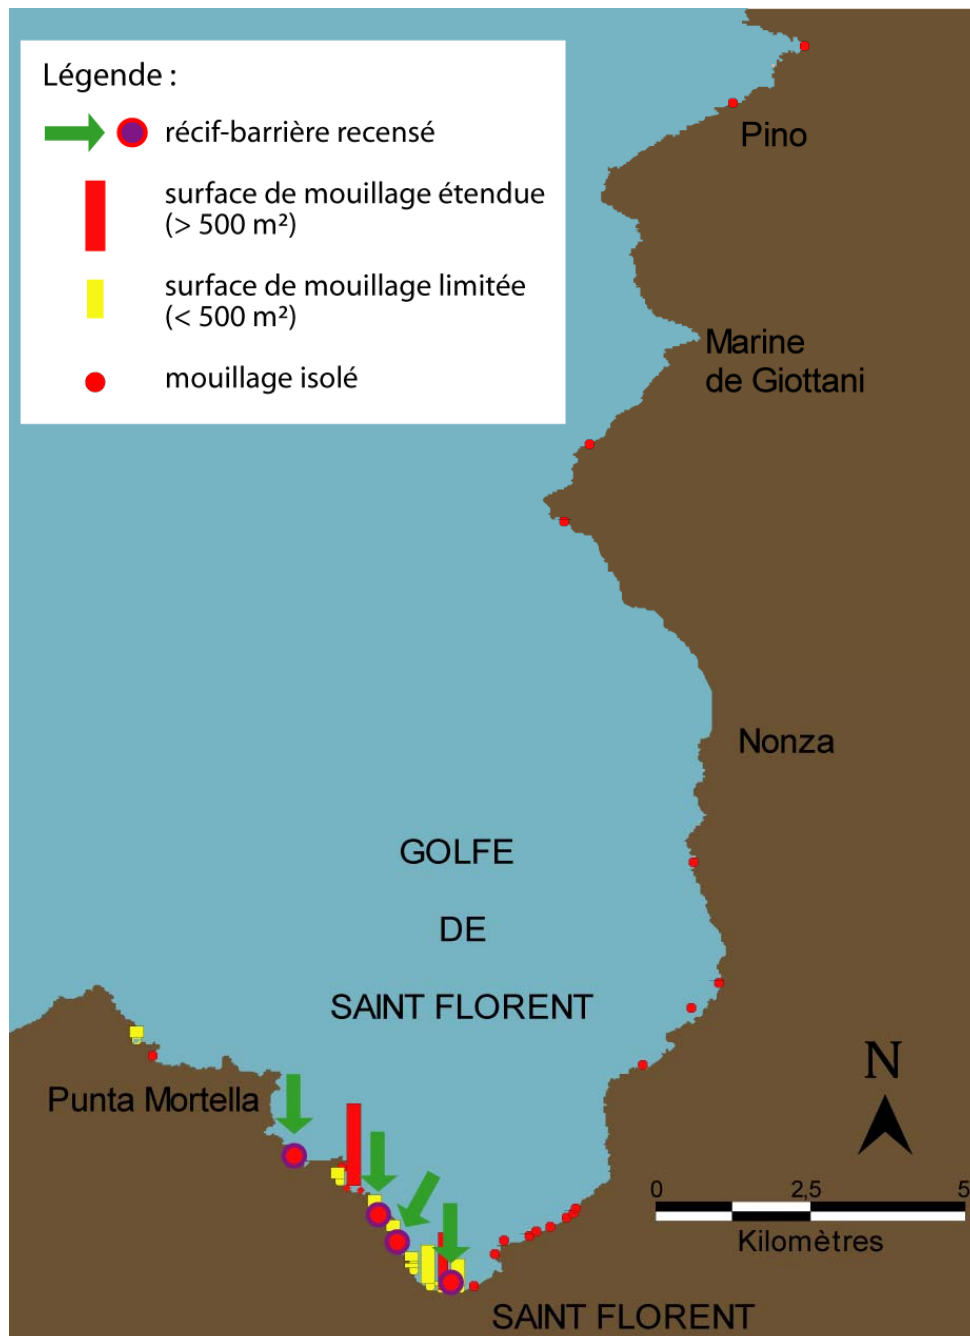 Légende :
récif-barrière recensé
surface de mouillage étendue
(> 500 m²)
surface de mouillage limitée
(< 500 m²)
mouillage isolé
Pino
Marine
de Giottani
Nonza
GOLFE
DE
SAINT FLORENT
Punta Mortella
N
0 2,5 5
Kilomètres
SAINT FLORENT